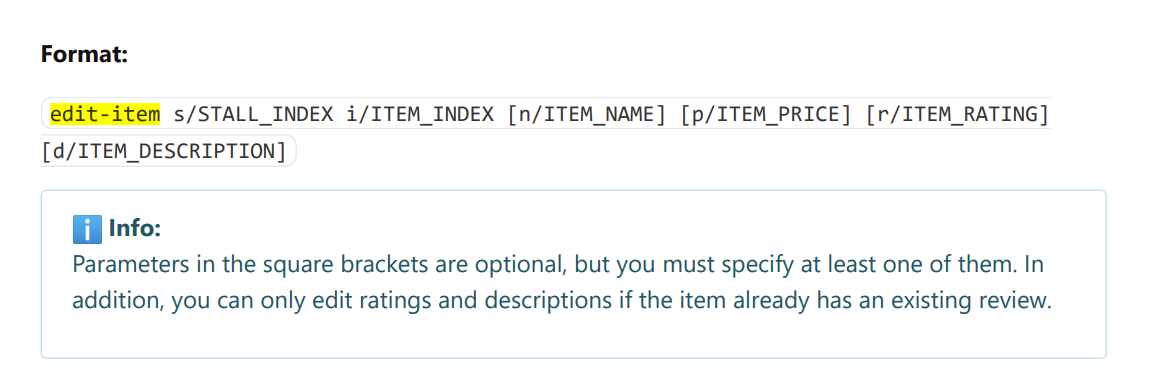 Format:
edit-item s/STALL_INDEX i/ITEM_INDEX [n/ITEM_NAME] [p/ITEM_PRICE] [r/ITEM_RATING]
[d/ITEM_DESCRIPTION]
i Info:
Parameters in the square brackets are optional, but you must specify at least one of them. In
addition, you can only edit ratings and descriptions if the item already has an existing review.